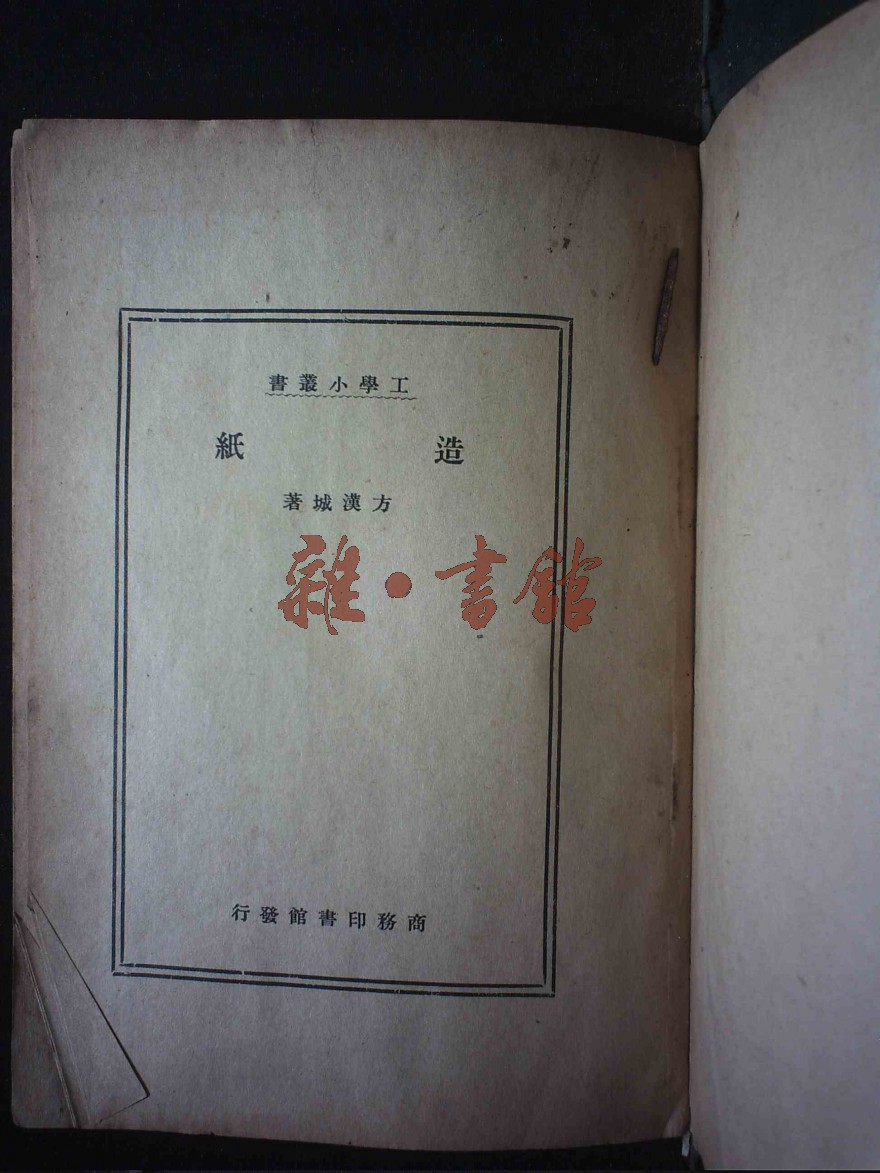 工學小叢書
造紙
方漢城著
雜·書館
商務印書館發行